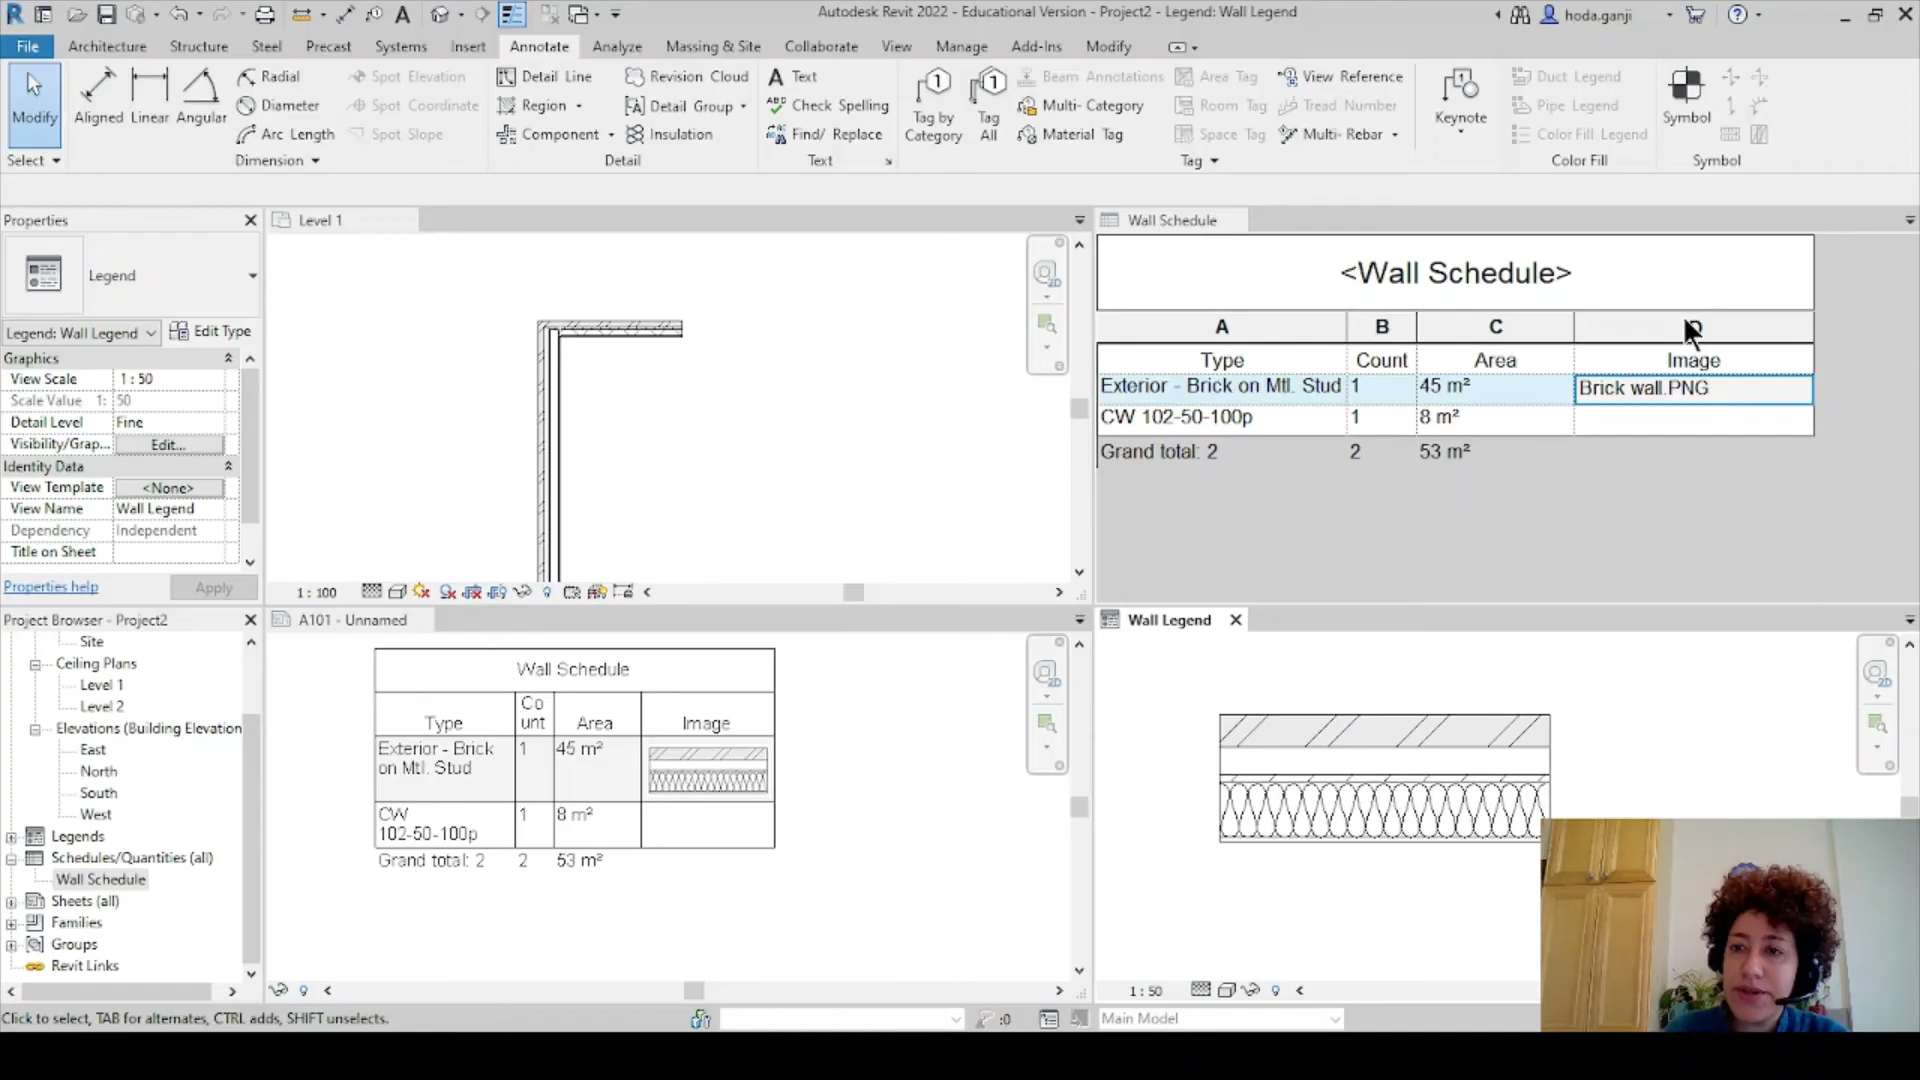 Autodesk Revit 2022 - Educational Version - Project2 - Legend: Wall Legend
hoda.ganji
File Architecture Structure Steel Precast Systems Insert Annotate Analyze Massing & Site Collaborate View Manage Add-Ins Modify
Modify
Select
Aligned Linear Angular
Radial
Diameter
Arc Length
Spot Elevation
Spot Coordinate
Spot Slope
Dimension
Detail Line
Region
Component
Revision Cloud
Detail Group
Insulation
Detail
Text
Check Spelling
Find/ Replace
Text
Tag by Category
Tag All
Beam Annotations
Multi- Category
Material Tag
Area Tag
Room Tag
Space Tag
View Reference
Tread Number
Multi- Rebar
Tag
Keynote
Duct Legend
Pipe Legend
Color Fill Legend
Color Fill
Symbol
Symbol
Properties
Legend
Legend: Wall Legend Edit Type
Graphics
View Scale 1 : 50
Scale Value 1: 50
Detail Level Fine
Visibility/Grap... Edit...
Identity Data
View Template <None>
View Name Wall Legend
Dependency Independent
Title on Sheet
Properties help Apply
Level 1
1 : 100
Wall Schedule
<Wall Schedule>
A B C D
Type Count Area Image
Exterior - Brick on Mtl. Stud 1 45 m² Brick wall.PNG
CW 102-50-100p 1 8 m²
Grand total: 2 2 53 m²
Project Browser - Project2
Site
Ceiling Plans
Level 1
Level 2
Elevations (Building Elevation
East
North
South
West
Legends
Schedules/Quantities (all)
Wall Schedule
Sheets (all)
Families
Groups
Revit Links
A101 - Unnamed
Wall Schedule
Type Co
unt Area Image
Exterior - Brick
on Mtl. Stud 1 45 m²
CW
102-50-100p 1 8 m²
Grand total: 2 2 53 m²
Wall Legend
1 : 50
Click to select, TAB for alternates, CTRL adds, SHIFT unselects.
:0
Main Model